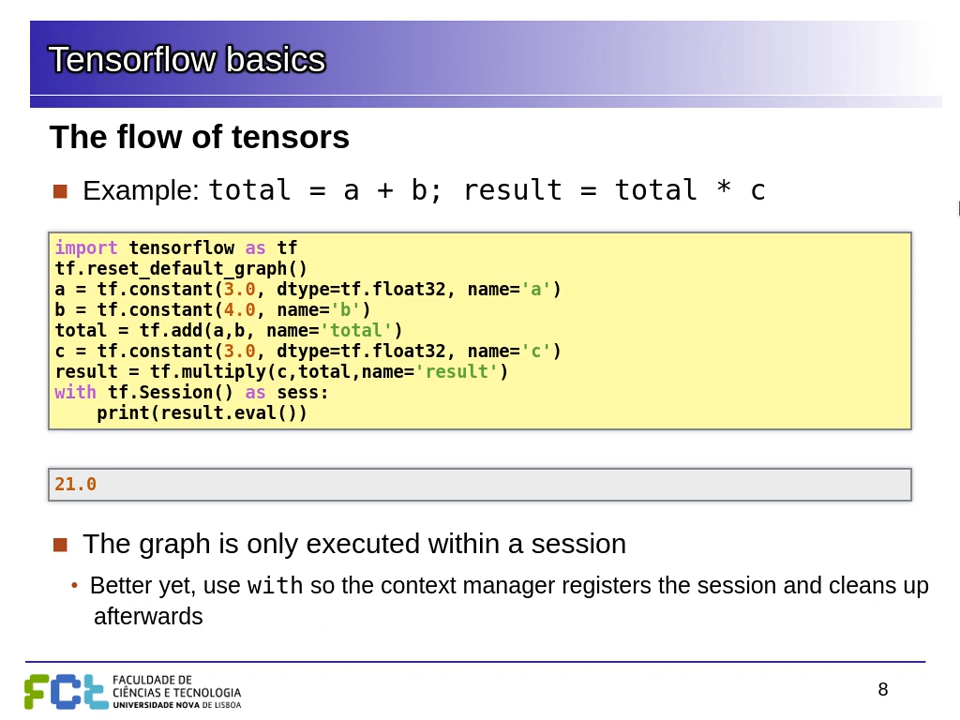 Tensorflow basics
The flow of tensors
Example: total = a + b; result = total * c
import tensorflow as tf
tf.reset_default_graph()
a = tf.constant(3.0, dtype=tf.float32, name='a')
b = tf.constant(4.0, name='b')
total = tf.add(a,b, name='total')
c = tf.constant(3.0, dtype=tf.float32, name='c')
result = tf.multiply(c,total,name='result')
with tf.Session() as sess:
    print(result.eval())
21.0
The graph is only executed within a session
Better yet, use with so the context manager registers the session and cleans up
afterwards
FCt
FACULDADE DE
CIÊNCIAS E TECNOLOGIA
UNIVERSIDADE NOVA DE LISBOA
8